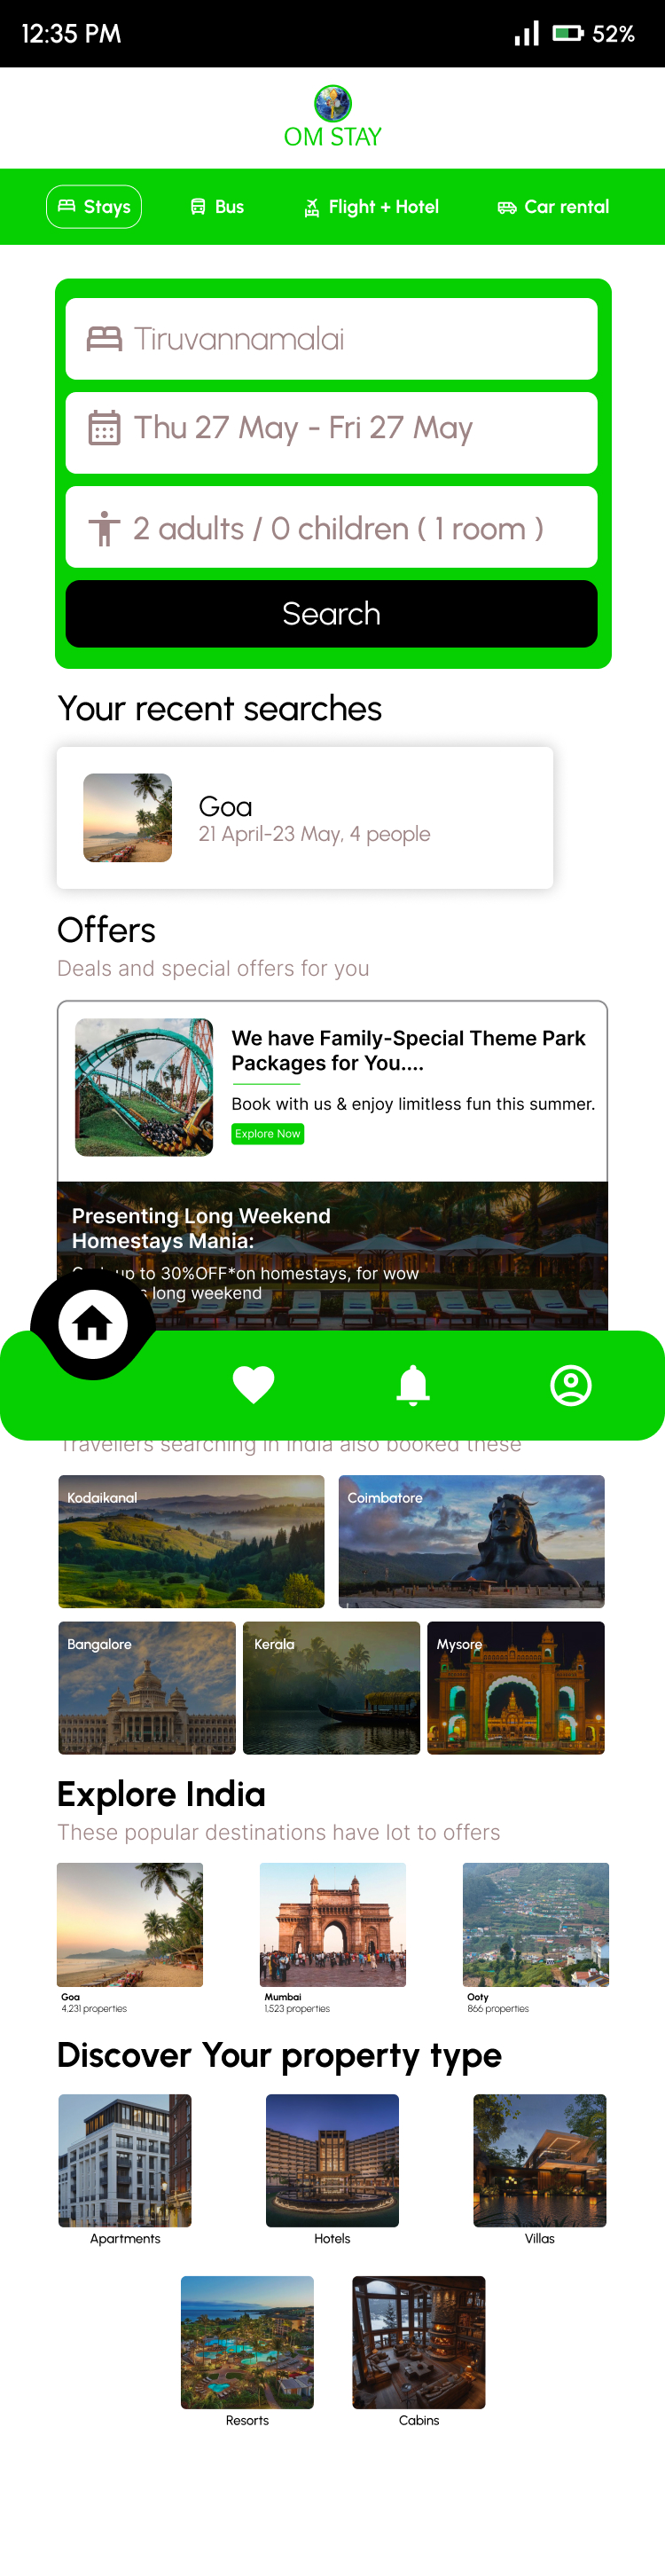 12:35 PM
52%
OM STAY
Stays
Bus
Flight + Hotel
Car rental
Tiruvannamalai
Thu 27 May - Fri 27 May
2 adults / 0 children ( 1 room )
Search
Your recent searches
Goa
21 April-23 May, 4 people
Offers
Deals and special offers for you
We have Family-Special Theme Park
Packages for You....
Book with us & enjoy limitless fun this summer.
Explore Now
Presenting Long Weekend
Homestays Mania:
up to 30%OFF*on homestays, for wow
long weekend
Travellers searching in India also booked these
Kodaikanal
Coimbatore
Bangalore
Kerala
Mysore
Explore India
These popular destinations have lot to offers
Goa
4,231 properties
Mumbai
1,523 properties
Ooty
866 properties
Discover Your property type
Apartments
Hotels
Villas
Resorts
Cabins